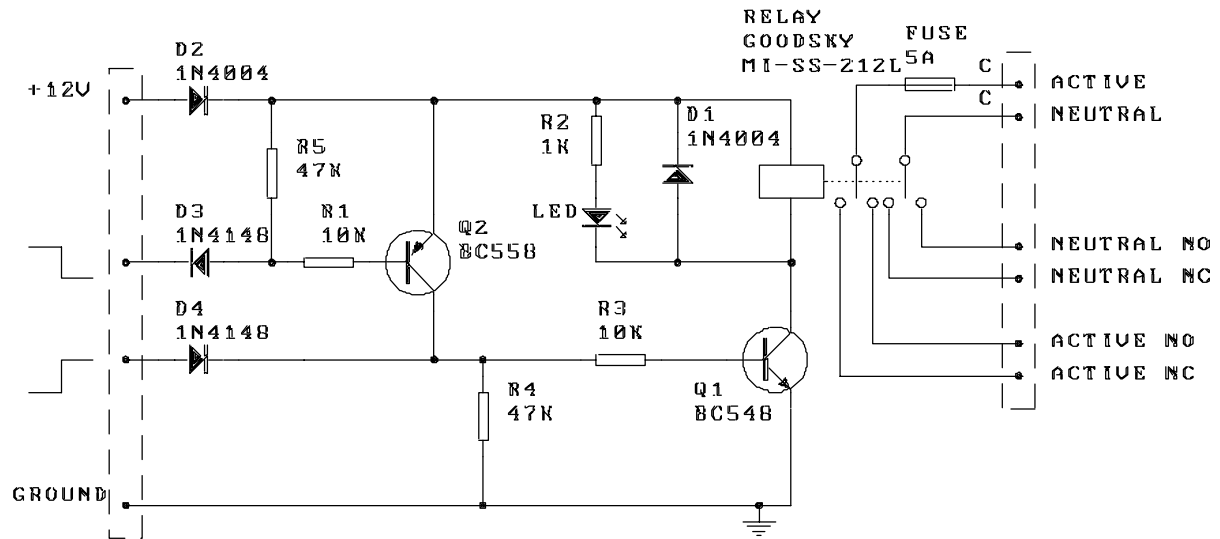 RELAY
GOODSKY
MI-SS-212L
FUSE
5A
D2
1N4004
+12V
C
ACTIVE
C
NEUTRAL
D1
1N4004
R2
1K
R5
47K
LED
D3
1N4148
R1
10K
Q2
BC558
NEUTRAL NO
NEUTRAL NC
D4
1N4148
R3
10K
ACTIVE NO
ACTIVE NC
R4
47K
Q1
BC548
GROUND